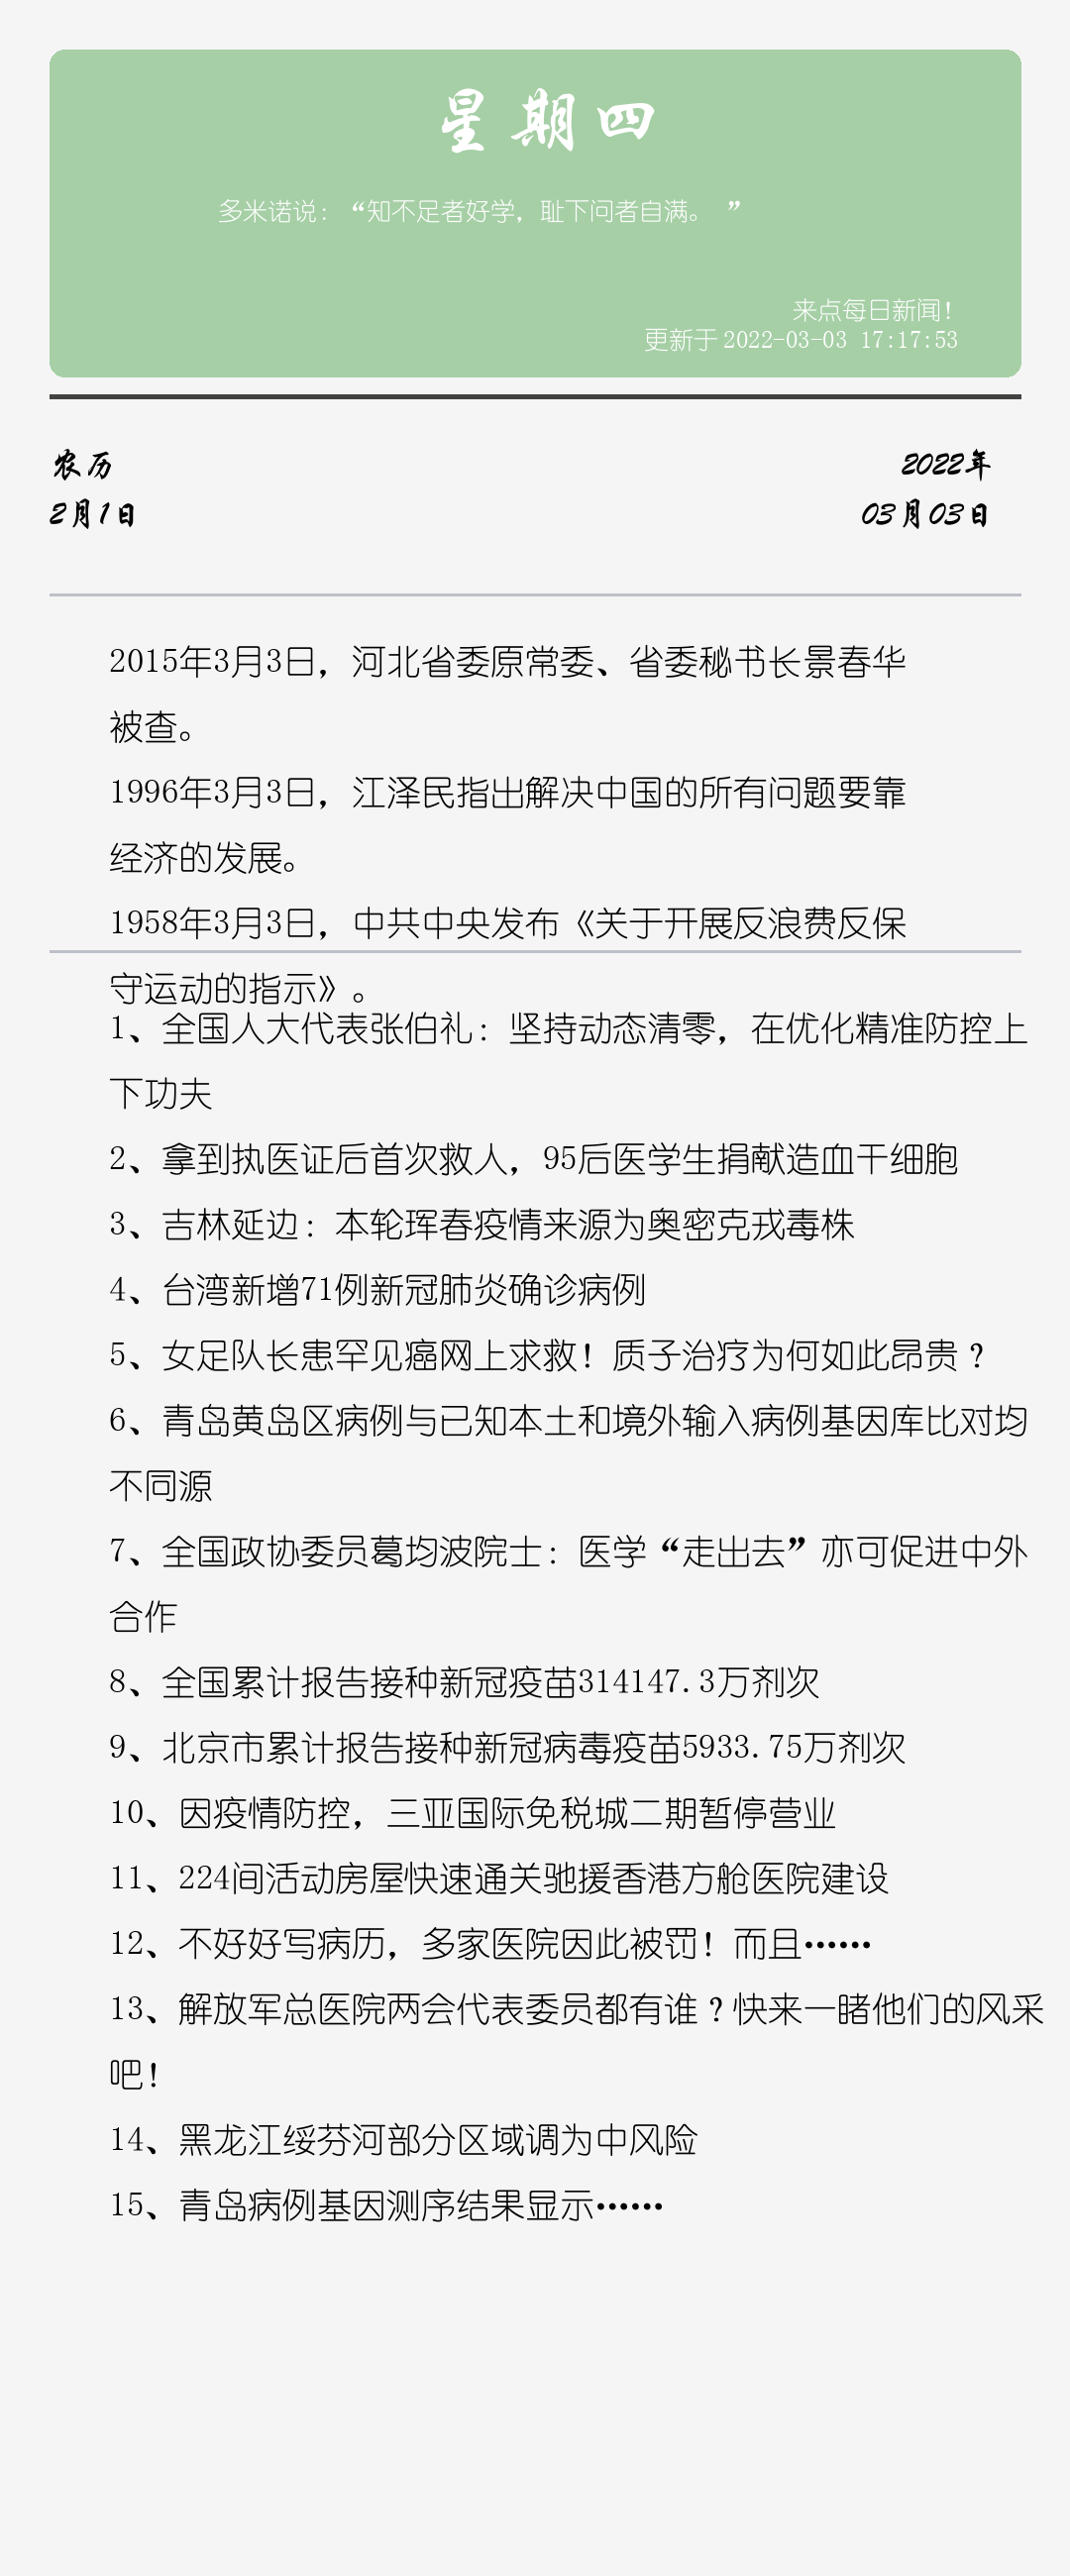 星期四
多米诺说：“知不足者好学，耻下问者自满。”
来点每日新闻！
更新于 2022-03-03 17:17:53
农历
2022年
2月1日
03月03日
2015年3月3日，河北省委原常委、省委秘书长景春华
被查。
1996年3月3日，江泽民指出解决中国的所有问题要靠
经济的发展。
1958年3月3日，中共中央发布《关于开展反浪费反保
守运动的指示》。
1、全国人大代表张伯礼：坚持动态清零，在优化精准防控上
下功夫
2、拿到执医证后首次救人，95后医学生捐献造血干细胞
3、吉林延边：本轮珲春疫情来源为奥密克戎毒株
4、台湾新增71例新冠肺炎确诊病例
5、女足队长患罕见癌网上求救！质子治疗为何如此昂贵？
6、青岛黄岛区病例与已知本土和境外输入病例基因库比对均
不同源
7、全国政协委员葛均波院士：医学“走出去”亦可促进中外
合作
8、全国累计报告接种新冠疫苗314147.3万剂次
9、北京市累计报告接种新冠病毒疫苗5933.75万剂次
10、因疫情防控，三亚国际免税城二期暂停营业
11、224间活动房屋快速通关驰援香港方舱医院建设
12、不好好写病历，多家医院因此被罚！而且……
13、解放军总医院两会代表委员都有谁？快来一睹他们的风采
吧！
14、黑龙江绥芬河部分区域调为中风险
15、青岛病例基因测序结果显示……